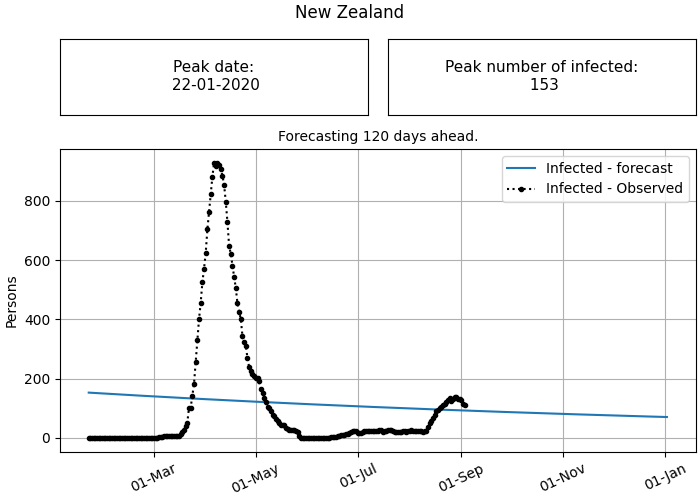 New Zealand
Peak date:
22-01-2020
Peak number of infected:
153
Forecasting 120 days ahead.
Infected - forecast
Infected - Observed
Persons
800
600
400
200
0
01-Mar
01-May
01-Jul
01-Sep
01-Nov
01-Jan